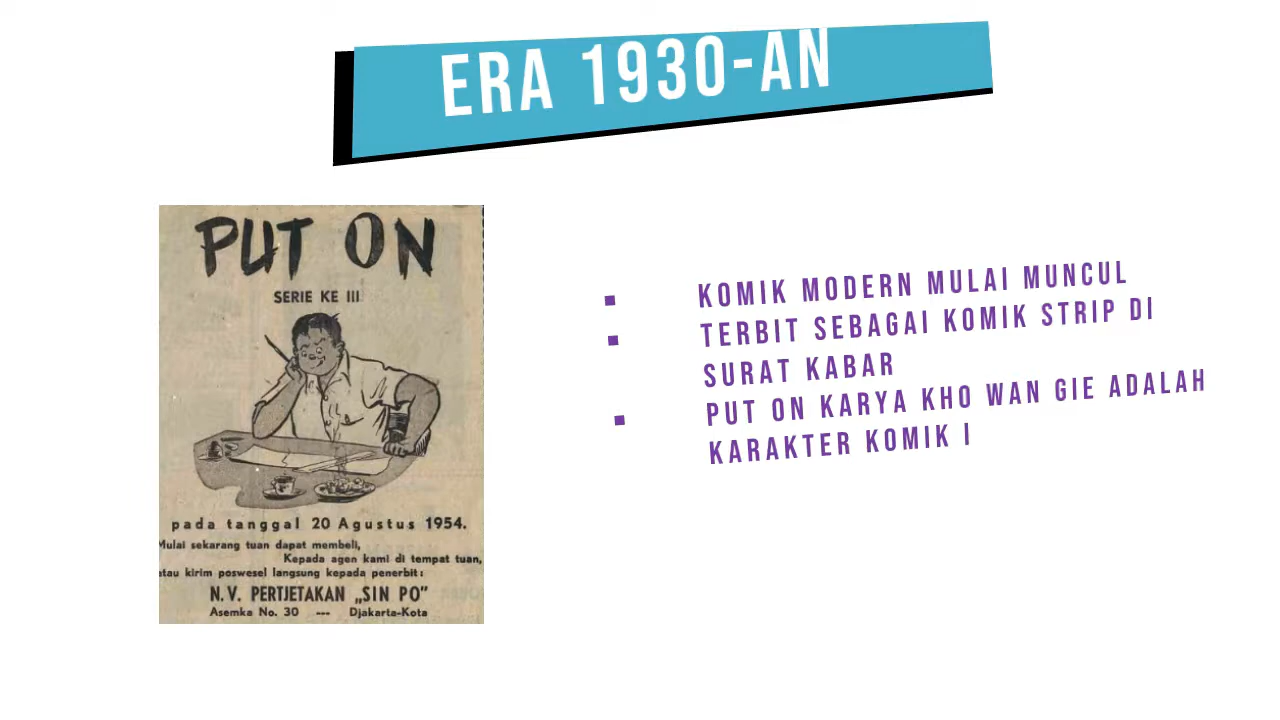 ERA 1930-AN
PUT ON
SERIE KE III
pada tanggal 20 Agustus 1954.
Mulai sekarang tuan dapat membeli,
Kepada agen kami di tempat tuan,
atau kirim poswesel langsung kepada penerbit:
N.V. PERTJETAKAN „SIN PO”
Asemka No. 30 --- Djakarta-Kota
▪ KOMIK MODERN MULAI MUNCUL
▪ TERBIT SEBAGAI KOMIK STRIP DI
SURAT KABAR
▪ PUT ON KARYA KHO WAN GIE ADALAH
KARAKTER KOMIK I